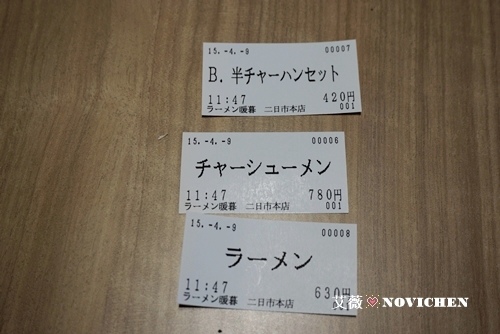 15.-4.-9 00007
B. 半チャーハンセット
11:47 420円
ラーメン暖暮 二日市本店 001
15.-4.-9 00006
チャーシューメン
11:47 780円
ラーメン暖暮 二日市本店 001
15.-4.-9 00008
ラーメン
11:47 630円
ラーメン暖暮 二日市本店
艾薇 NOVICHEN